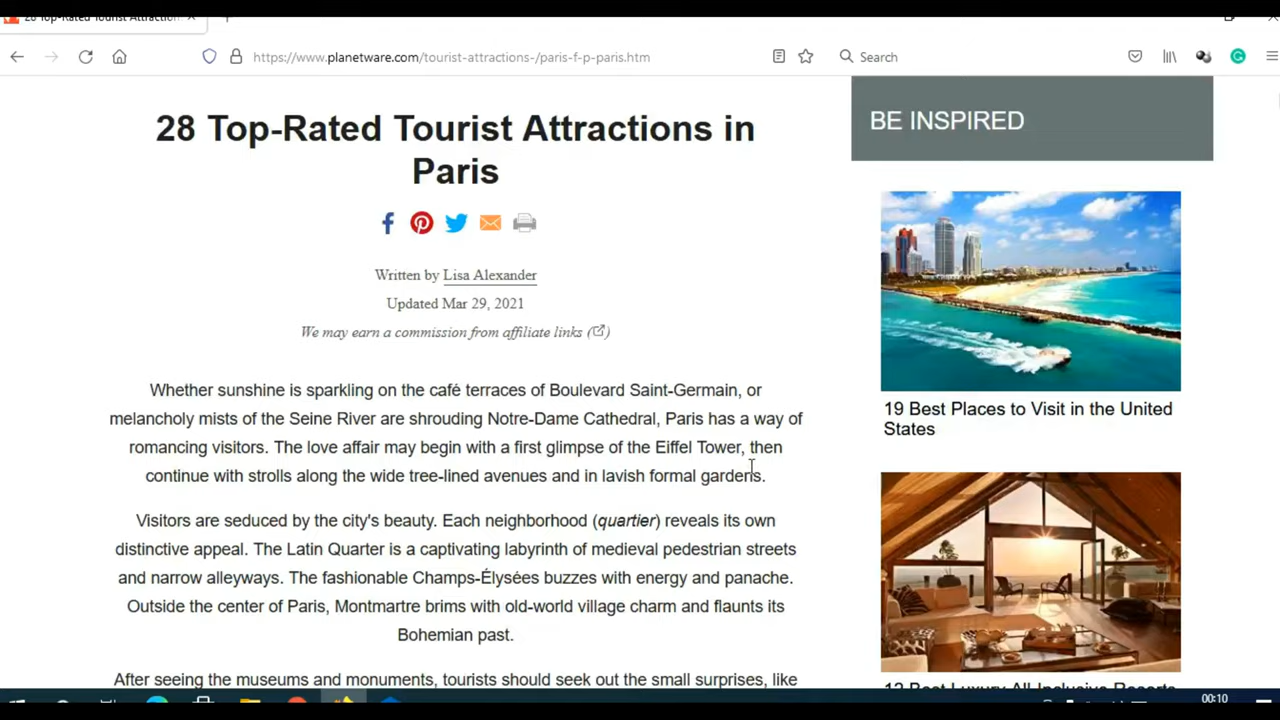 28 Top-Rated Tourist Attraction
https://www.planetware.com/tourist-attractions-/paris-f-p-paris.htm
Search
28 Top-Rated Tourist Attractions in
Paris
Written by Lisa Alexander
Updated Mar 29, 2021
We may earn a commission from affiliate links ( )
Whether sunshine is sparkling on the café terraces of Boulevard Saint-Germain, or
melancholy mists of the Seine River are shrouding Notre-Dame Cathedral, Paris has a way of
romancing visitors. The love affair may begin with a first glimpse of the Eiffel Tower, then
continue with strolls along the wide tree-lined avenues and in lavish formal gardens.
Visitors are seduced by the city's beauty. Each neighborhood (quartier) reveals its own
distinctive appeal. The Latin Quarter is a captivating labyrinth of medieval pedestrian streets
and narrow alleyways. The fashionable Champs-Élysées buzzes with energy and panache.
Outside the center of Paris, Montmartre brims with old-world village charm and flaunts its
Bohemian past.
After seeing the museums and monuments, tourists should seek out the small surprises, like
BE INSPIRED
19 Best Places to Visit in the United
States
12 Best Luxury All-Inclusive Resorts
00:10